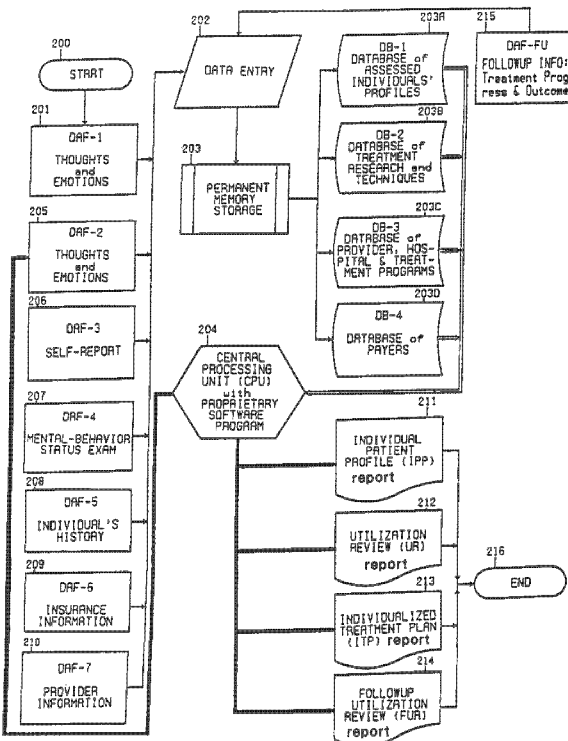 200
START
201
DAF-1
THOUGHTS
and
EMOTIONS
205
DAF-2
THOUGHTS
and
EMOTIONS
206
DAF-3
SELF-REPORT
207
DAF-4
MENTAL-BEHAVIOR
STATUS EXAM
208
DAF-5
INDIVIDUAL'S
HISTORY
209
DAF-6
INSURANCE
INFORMATION
210
DAF-7
PROVIDER
INFORMATION
202
DATA ENTRY
203
PERMANENT
MEMORY
STORAGE
204
CENTRAL
PROCESSING
UNIT (CPU)
with
PROPRIETARY
SOFTWARE
PROGRAM
203A
DB-1
DATABASE of
ASSESSED
INDIVIDUALS'
PROFILES
203B
DB-2
DATABASE of
TREATMENT
RESEARCH and
TECHNIQUES
203C
DB-3
DATABASE of
PROVIDER, HOS-
PITAL & TREAT-
MENT PROGRAMS
203D
DB-4
DATABASE of
PAYERS
215
DAF-FU
FOLLOWUP INFO:
Treatment Prog
ress & Outcome
211
INDIVIDUAL
PATIENT
PROFILE (IPP)
report
212
UTILIZATION
REVIEW (UR)
report
213
INDIVIDUALIZED
TREATMENT PLAN
(ITP) report
214
FOLLOWUP
UTILIZATION
REVIEW (FUR)
report
216
END